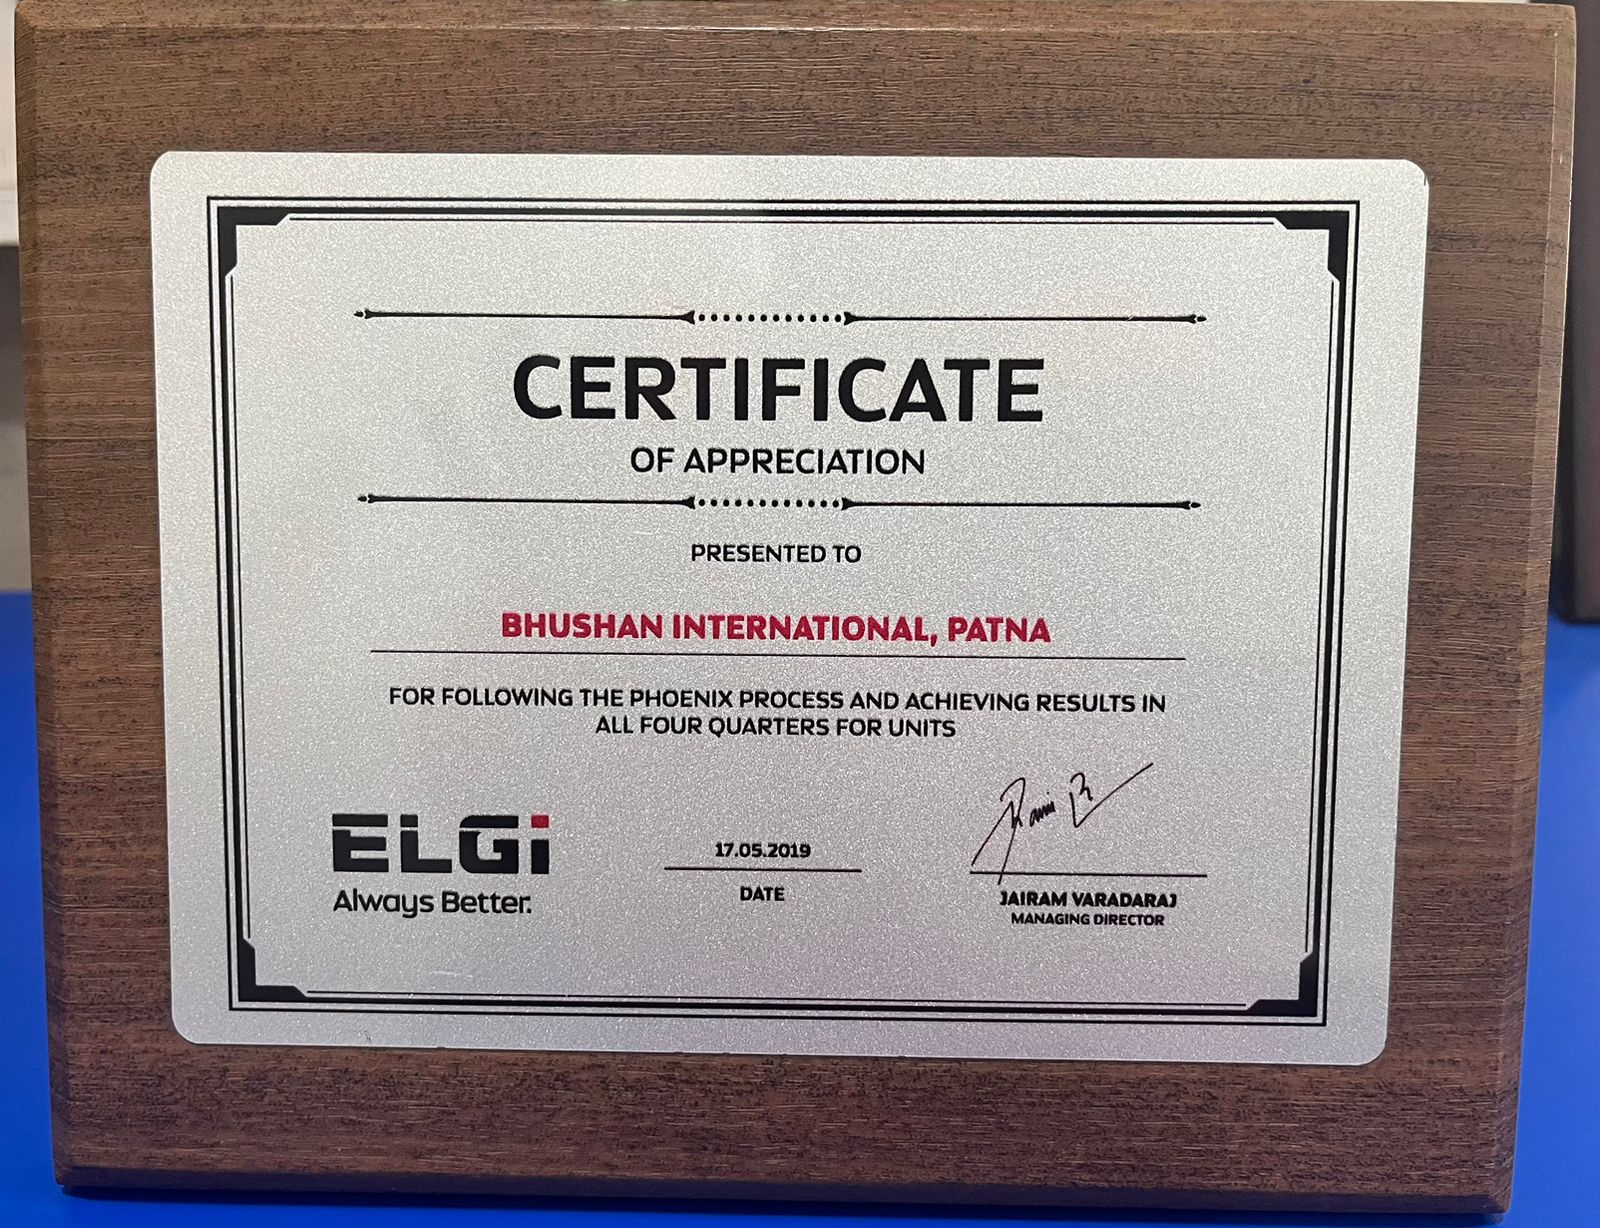 CERTIFICATE
OF APPRECIATION
PRESENTED TO
BHUSHAN INTERNATIONAL, PATNA
FOR FOLLOWING THE PHOENIX PROCESS AND ACHIEVING RESULTS IN
ALL FOUR QUARTERS FOR UNITS
ELGi
Always Better.
17.05.2019
DATE
JAIRAM VARADARAJ
MANAGING DIRECTOR